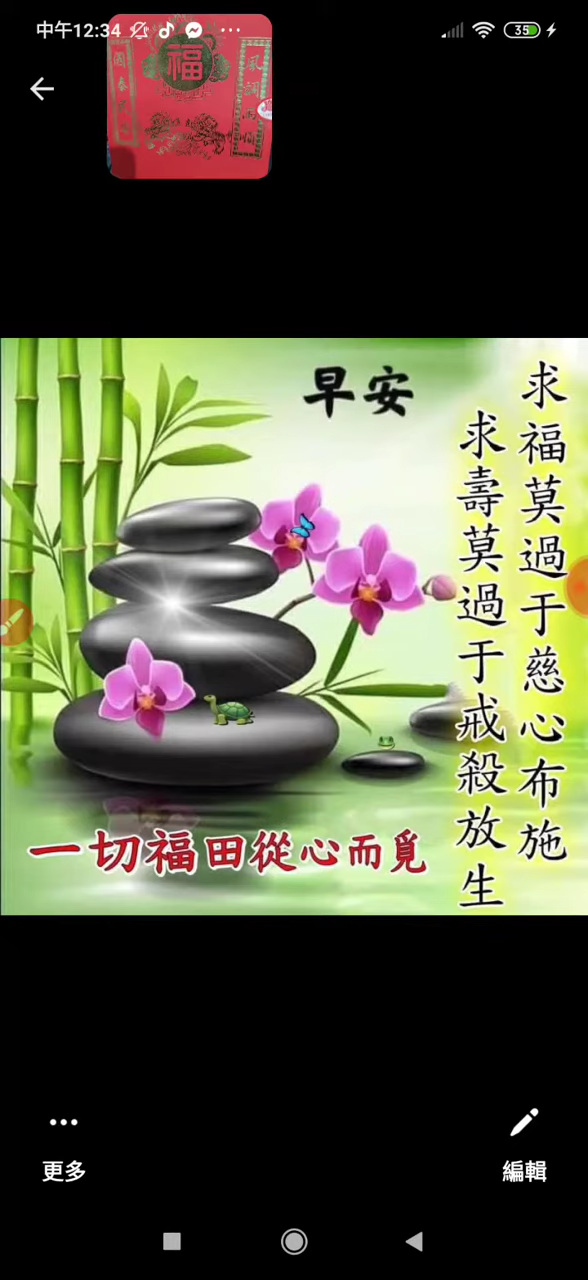 中午12:34
35
福
早安
求福莫過于慈心布施
求壽莫過于戒殺放生
一切福田從心而覓
更多
編輯